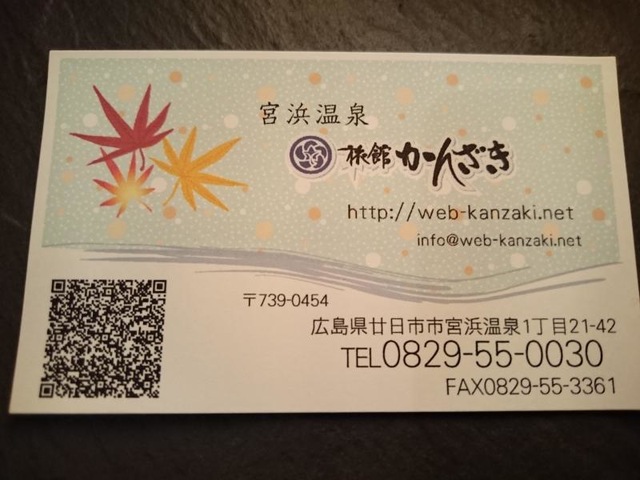 宮浜温泉
旅館 かんざき
http://web-kanzaki.net
info@web-kanzaki.net
〒739-0454
広島県廿日市市宮浜温泉1丁目21-42
TEL0829-55-0030
FAX0829-55-3361